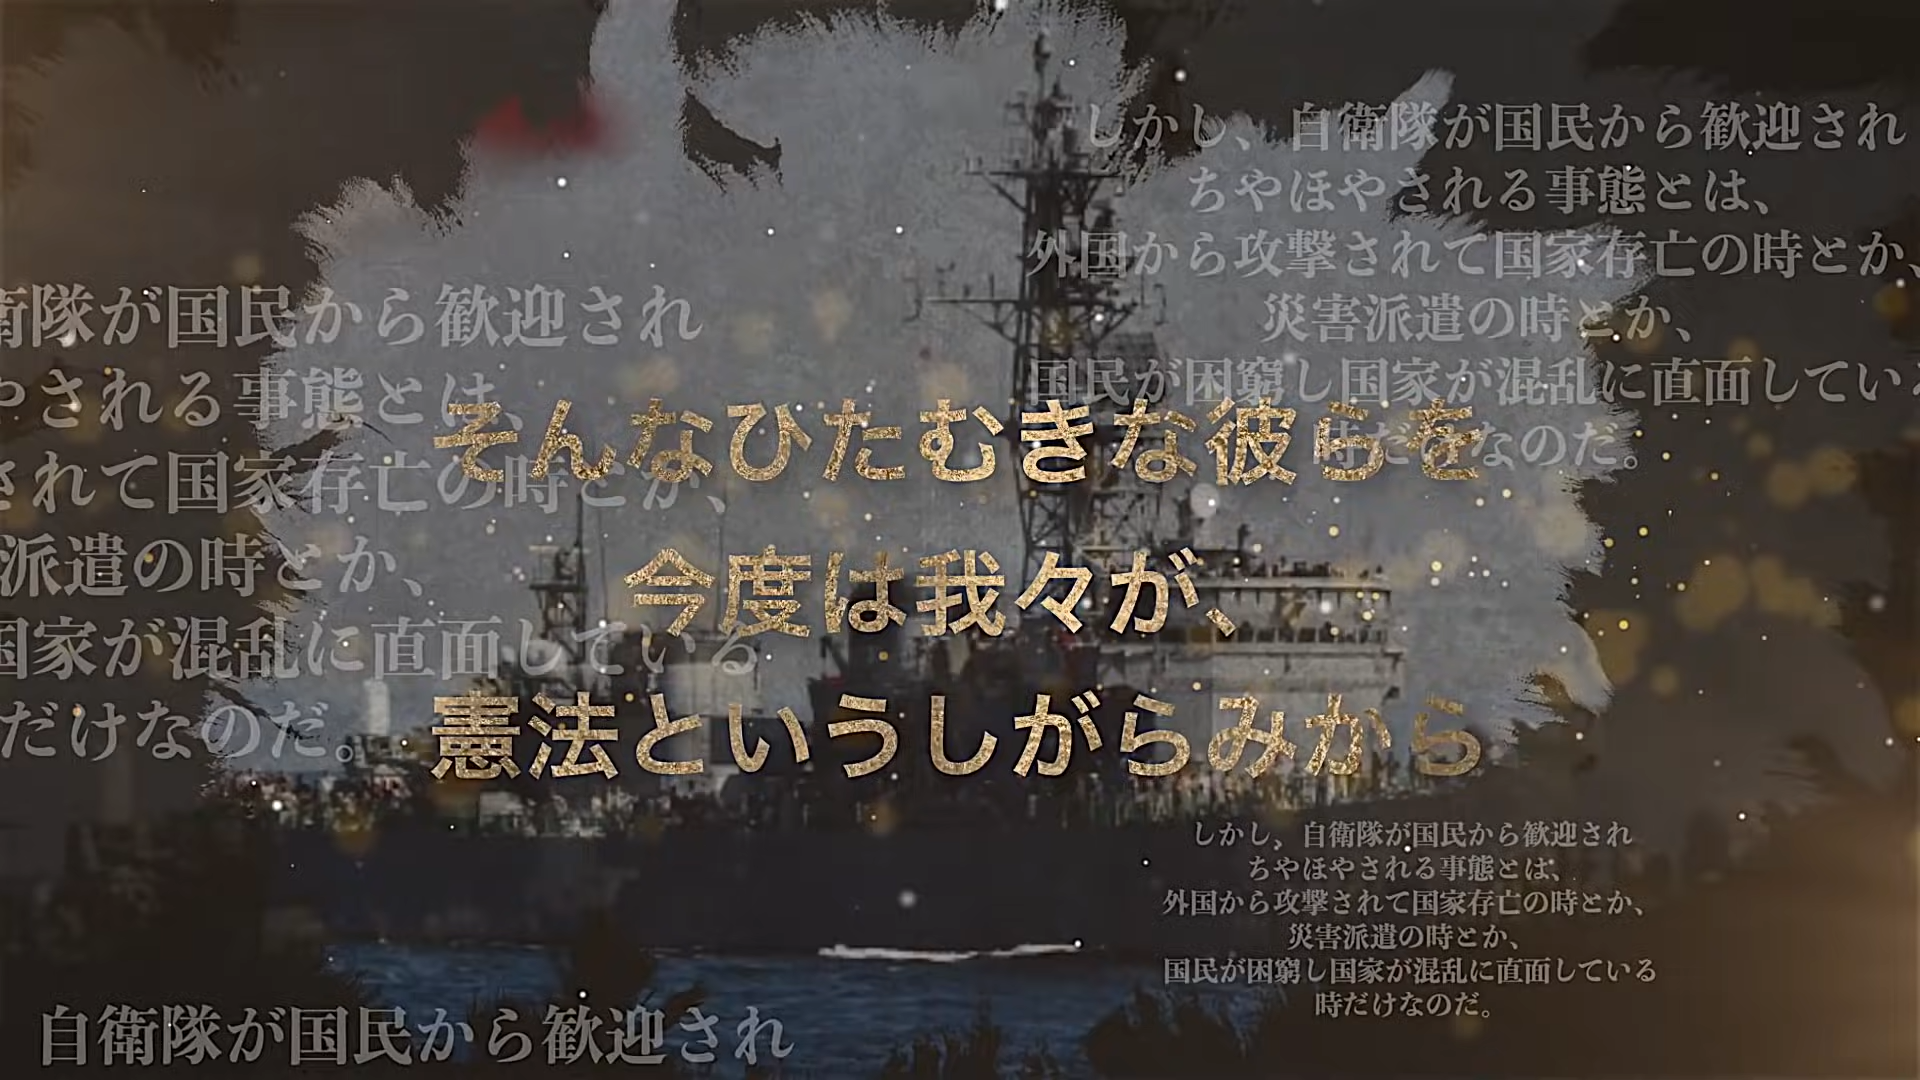 しかし、自衛隊が国民から歓迎され
ちやほやされる事態とは、
外国から攻撃されて国家存亡の時とか、
災害派遣の時とか、
国民が困窮し国家が混乱に直面してい
時だけなのだ。
衛隊が国民から歓迎され
やされる事態とは、
されて国家存亡の時とか、
派遣の時とか、
国家が混乱に直面している
だけなのだ。
そんなひたむきな彼らを
今度は我々が、
憲法というしがらみから
しかし、自衛隊が国民から歓迎され
ちやほやされる事態とは、
外国から攻撃されて国家存亡の時とか、
災害派遣の時とか、
国民が困窮し国家が混乱に直面している
時だけなのだ。
自衛隊が国民から歓迎され